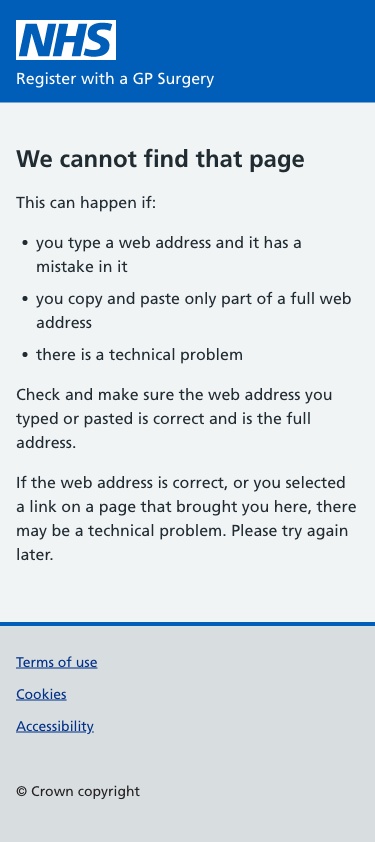 NHS
Register with a GP Surgery
We cannot find that page
This can happen if:
• you type a web address and it has a
mistake in it
• you copy and paste only part of a full web
address
• there is a technical problem
Check and make sure the web address you
typed or pasted is correct and is the full
address.
If the web address is correct, or you selected
a link on a page that brought you here, there
may be a technical problem. Please try again
later.
Terms of use
Cookies
Accessibility
© Crown copyright